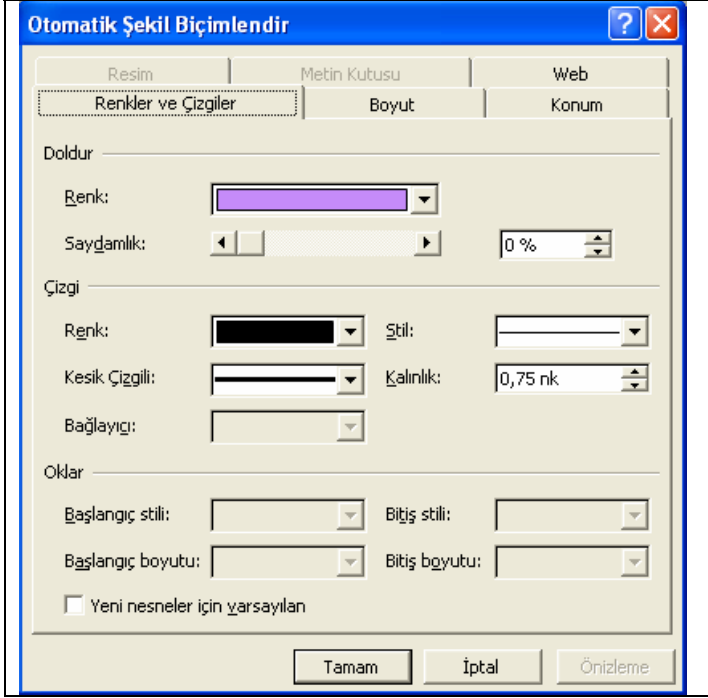 Otomatik Şekil Biçimlendir
Resim Metin Kutusu Web
Renkler ve Çizgiler Boyut Konum
Doldur
Renk:
Saydamlık: 0 %
Çizgi
Renk: Stil:
Kesik Çizgili: Kalınlık: 0,75 nk
Bağlayıcı:
Oklar
Başlangıç stili: Bitiş stili:
Başlangıç boyutu: Bitiş boyutu:
Yeni nesneler için varsayılan
Tamam İptal Önizleme